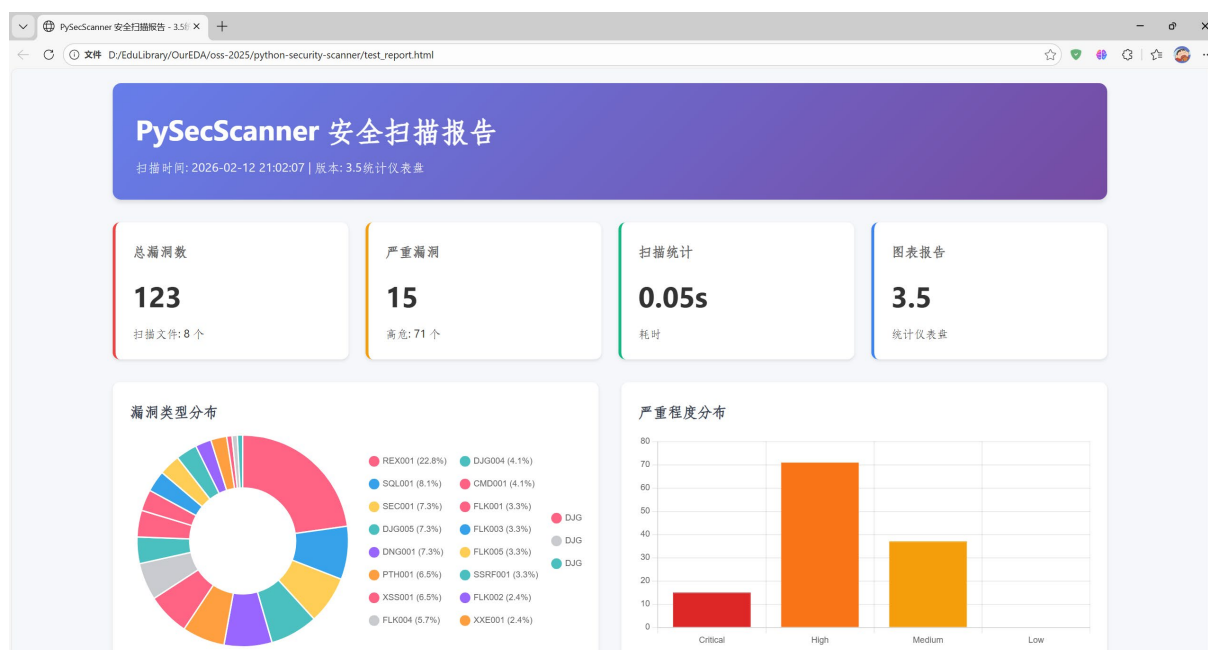 PySecScanner 安全扫描报告 - 3.5
文件 D:/EduLibrary/OurEDA/oss-2025/python-security-scanner/test_report.html
PySecScanner 安全扫描报告
扫描时间: 2026-02-12 21:02:07 | 版本: 3.5统计仪表盘
总漏洞数
123
扫描文件: 8 个
严重漏洞
15
高危: 71 个
扫描统计
0.05s
耗时
图表报告
3.5
统计仪表盘
漏洞类型分布
REX001 (22.8%)
SQL001 (8.1%)
SEC001 (7.3%)
DJG005 (7.3%)
DNG001 (7.3%)
PTH001 (6.5%)
XSS001 (6.5%)
FLK004 (5.7%)
DJG004 (4.1%)
CMD001 (4.1%)
FLK001 (3.3%)
FLK003 (3.3%)
FLK005 (3.3%)
SSRF001 (3.3%)
FLK002 (2.4%)
XXE001 (2.4%)
DJG
DJG
DJG
严重程度分布
80
70
60
50
40
30
20
10
0
Critical
High
Medium
Low